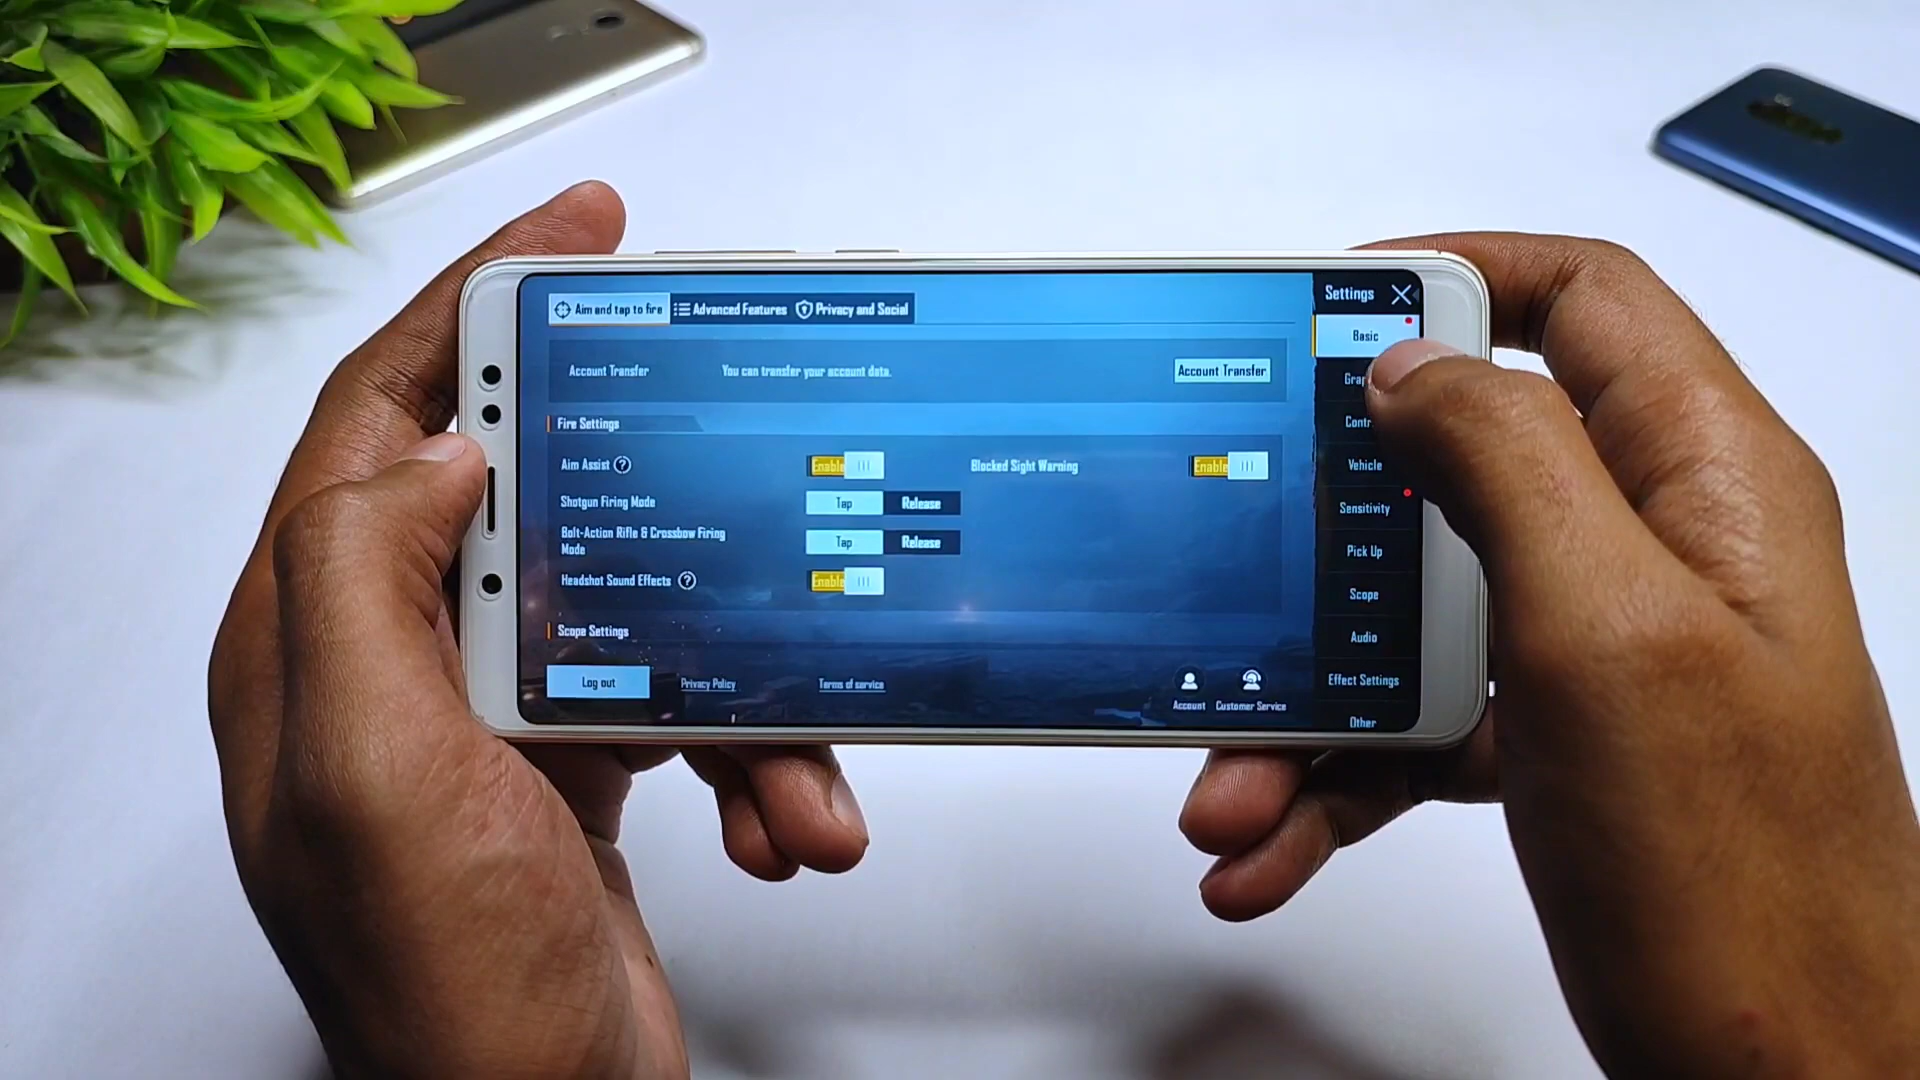 Aim and tap to fire Advanced Features Privacy and Social
Settings
Basic
Account Transfer You can transfer your account data. Account Transfer
Fire Settings
Aim Assist Enable Blocked Sight Warning Enable
Shotgun Firing Mode Tap Release
Bolt-Action Rifle & Crossbow Firing
Mode Tap Release
Headshot Sound Effects Enable
Scope Settings
Log out Privacy Policy Terms of service
Account Customer Service
Vehicle
Sensitivity
Pick Up
Scope
Audio
Effect Settings
Other